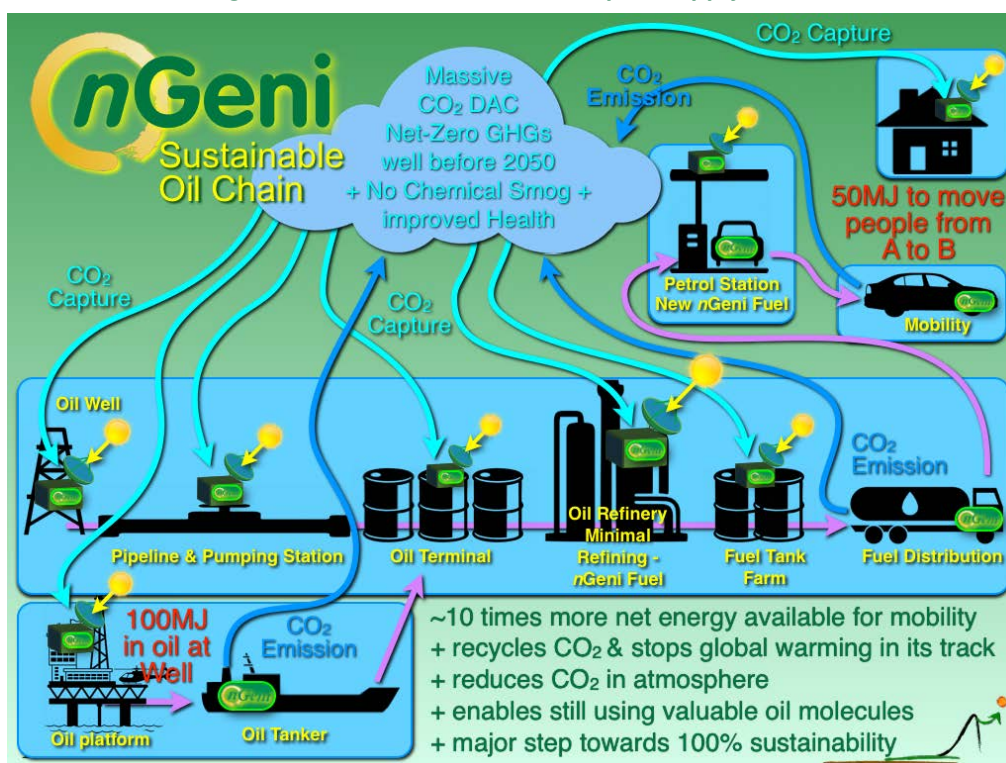 nGeni
Sustainable
Oil Chain
Massive
CO₂ DAC
Net-Zero GHGs
well before 2050
+ No Chemical Smog +
improved Health
CO₂
Emission
CO₂ Capture
50MJ to move
people from
A to B
Petrol Station
New nGeni Fuel
nGeni
Mobility
nGeni
CO₂
Capture
CO₂
Capture
Oil Well
Pipeline & Pumping Station
Oil Terminal
Oil Refinery
Minimal
Refining -
nGeni Fuel
Fuel Tank
Farm
CO₂
Emission
nGeni
Fuel Distribution
100MJ
in oil at
Well
Oil platform
CO₂
Emission
nGeni
Oil Tanker
~10 times more net energy available for mobility
+ recycles CO₂ & stops global warming in its track
+ reduces CO₂ in atmosphere
+ enables still using valuable oil molecules
+ major step towards 100% sustainability